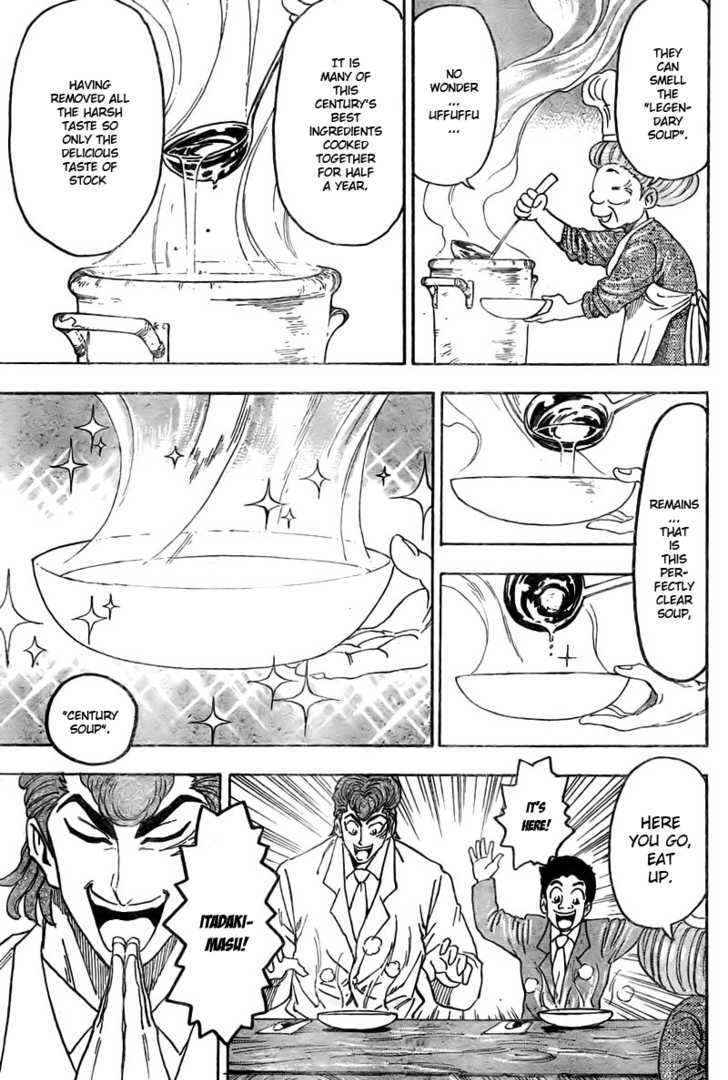 THEY
CAN
SMELL
THE
"LEGEN-
DARY
SOUP".
NO
WONDER
...
UFFUFFU
...
IT IS
MANY OF
THIS
CENTURY'S
BEST
INGREDIENTS
COOKED
TOGETHER
FOR HALF
A YEAR.
HAVING
REMOVED ALL
THE HARSH
TASTE SO
ONLY THE
DELICIOUS
TASTE OF
STOCK
REMAINS
...
THAT
IS
THIS
PER-
FECTLY
CLEAR
SOUP,
"CENTURY
SOUP".
HERE
YOU GO,
EAT
UP.
IT'S
HERE!
ITADAKI-
MASU!